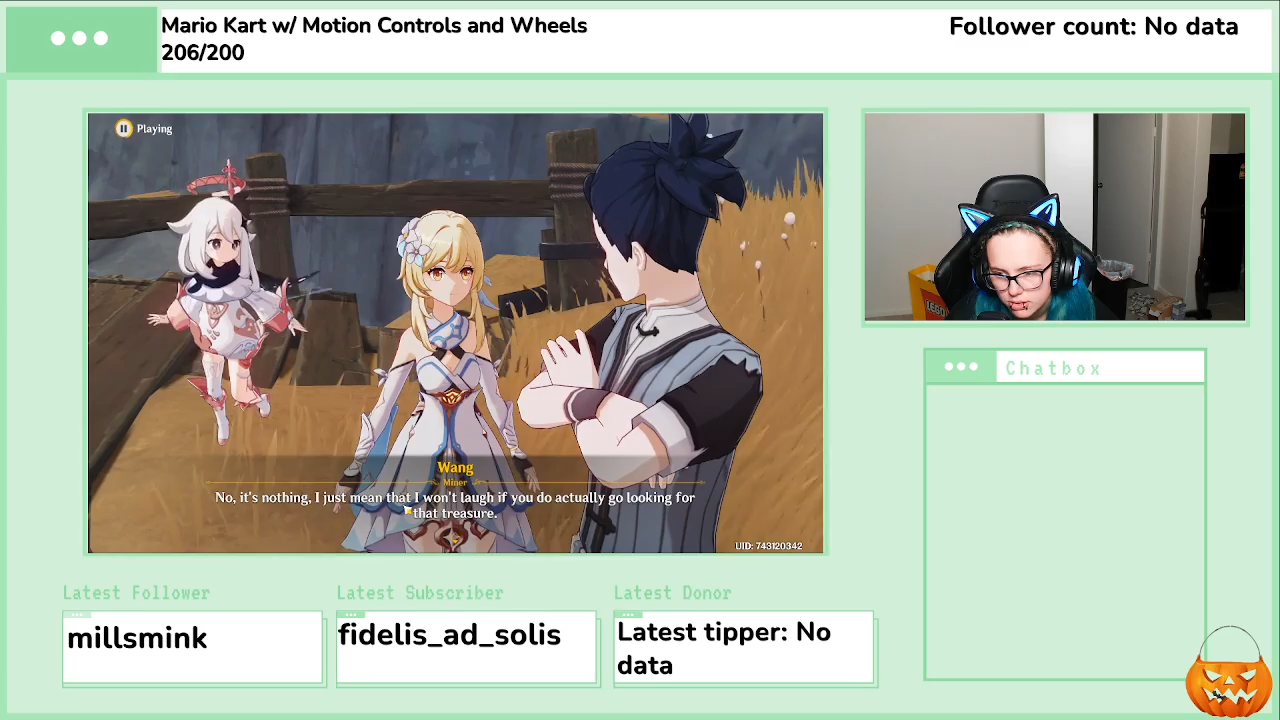 Mario Kart w/ Motion Controls and Wheels
206/200
Follower count: No data
Playing
Wang
Miner
No, it's nothing, I just mean that I won't laugh if you do actually go looking for
that treasure.
UID: 743120342
LEGO
Chatbox
Latest Follower
Latest Subscriber
Latest Donor
millsmink
fidelis_ad_solis
Latest tipper: No
data